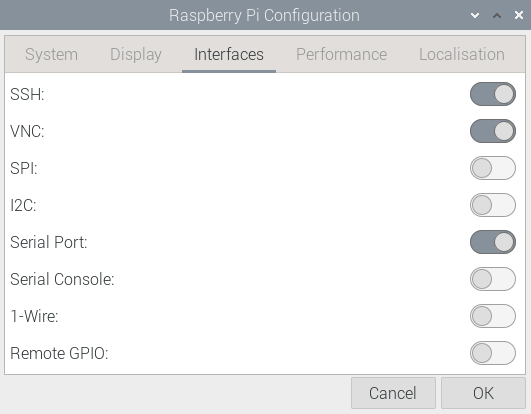 Raspberry Pi Configuration
System Display Interfaces Performance Localisation
SSH:
VNC:
SPI:
I2C:
Serial Port:
Serial Console:
1-Wire:
Remote GPIO:
Cancel OK